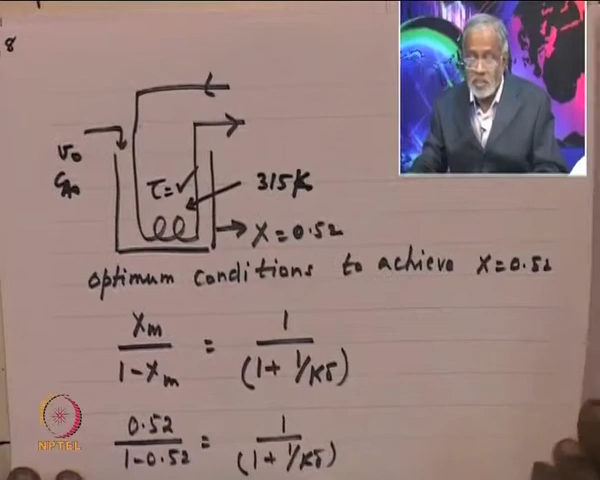 8
v₀
C_A₀
τ = ✓
315K
X = 0.52
optimum conditions to achieve X = 0.52
X_m / (1 - X_m) = 1 / (1 + 1/Kδ)
0.52 / (1 - 0.52) = 1 / (1 + 1/Kδ)
NPTEL